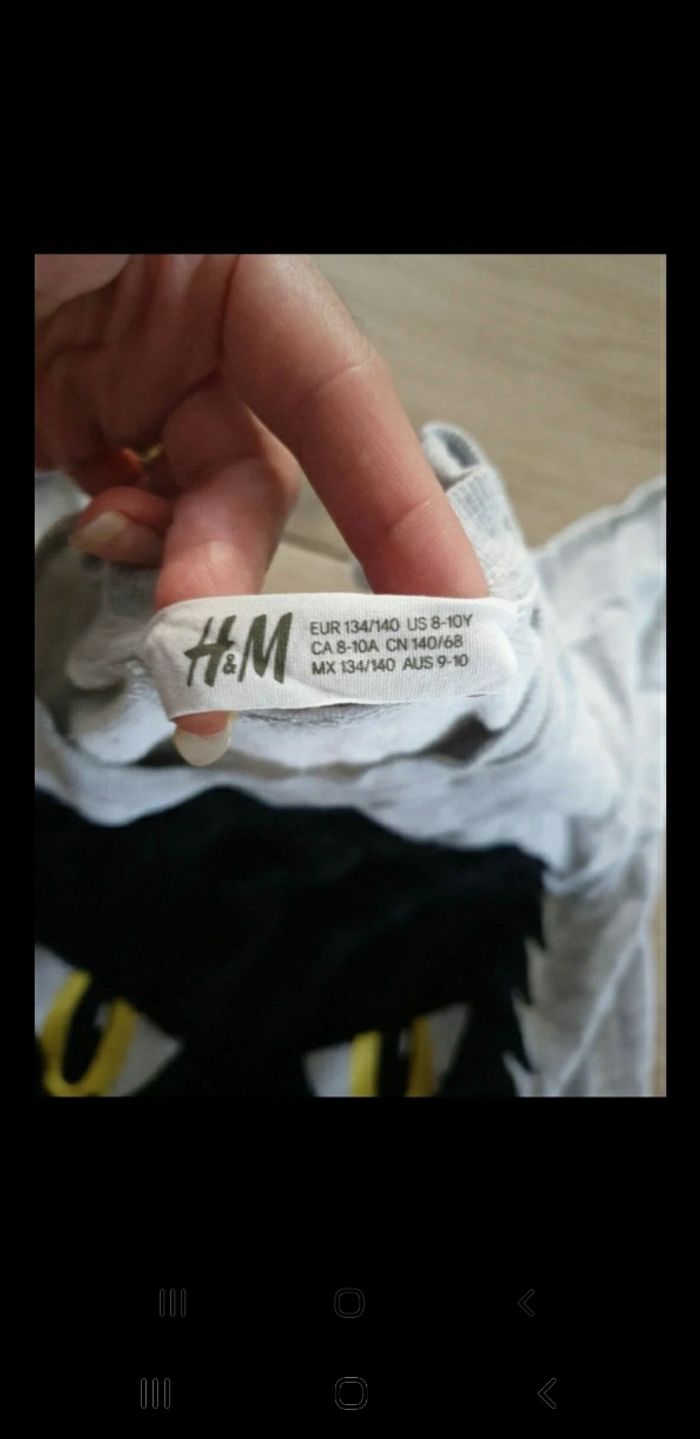 H&M
EUR 134/140 US 8-10Y
CA 8-10A CN 140/68
MX 134/140 AUS 9-10